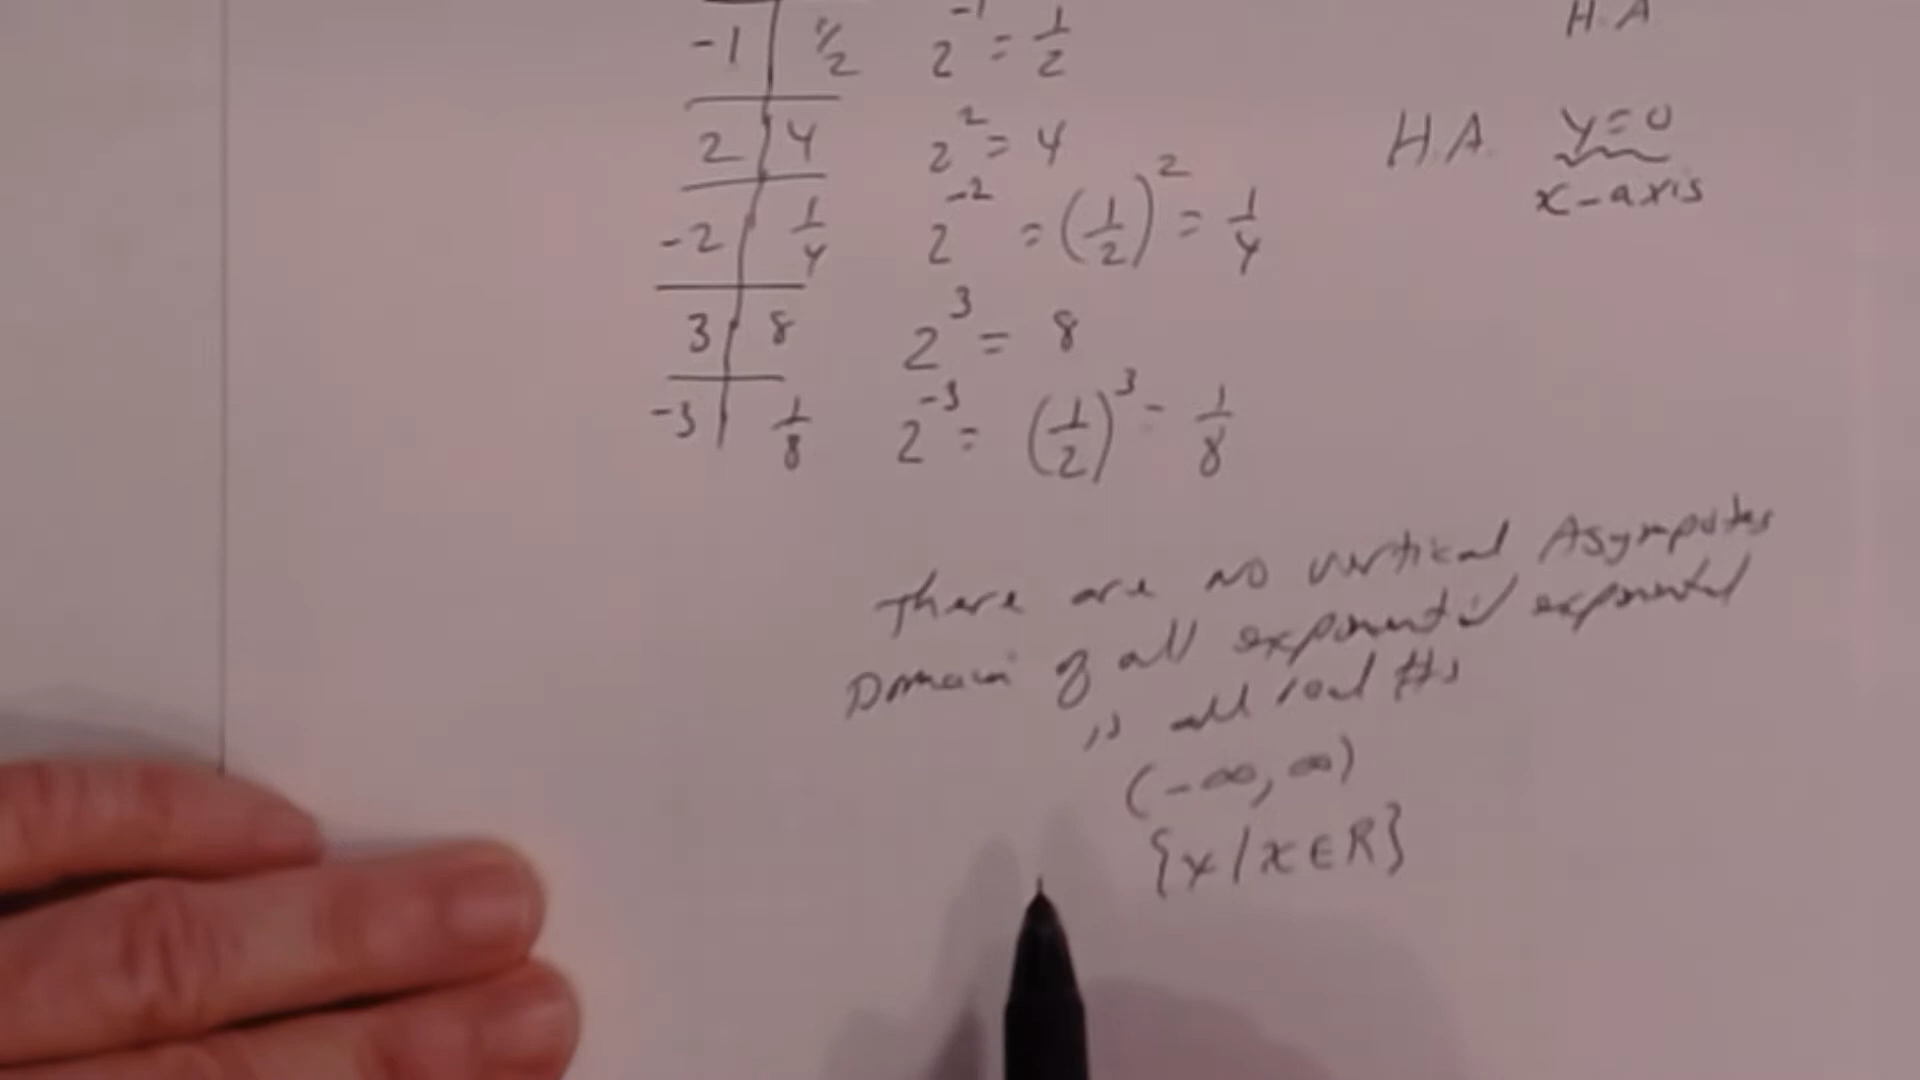 H.A
-1 | 1/2 2^-1 = 1/2
2 | 4 2^2 = 4
H.A. y=0
x-axis
-2 | 1/4 2^-2 = (1/2)^2 = 1/4
3 | 8 2^3 = 8
-3 | 1/8 2^-3 = (1/2)^3 - 1/8
There are no vertical Asymptotes
Domain of all exponential exponential
is all real #s
(-∞, ∞)
{x/x∈R}